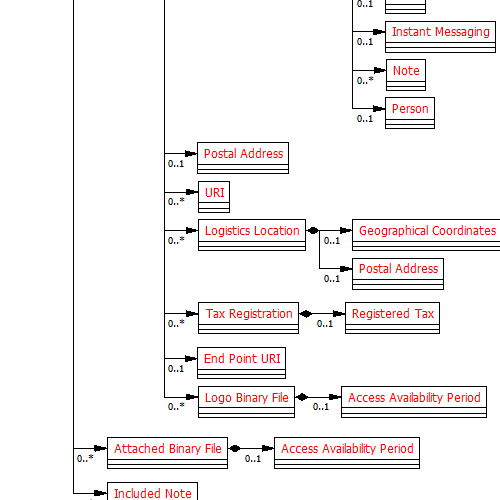 0..1
Instant Messaging
0..1
Note
0..*
Person
0..1
Postal Address
0..1
URI
0..*
Logistics Location
0..*
Geographical Coordinates
0..1
Postal Address
0..1
Tax Registration
0..*
Registered Tax
0..1
End Point URI
0..1
Logo Binary File
0..*
Access Availability Period
0..1
Attached Binary File
0..*
Access Availability Period
0..1
Included Note